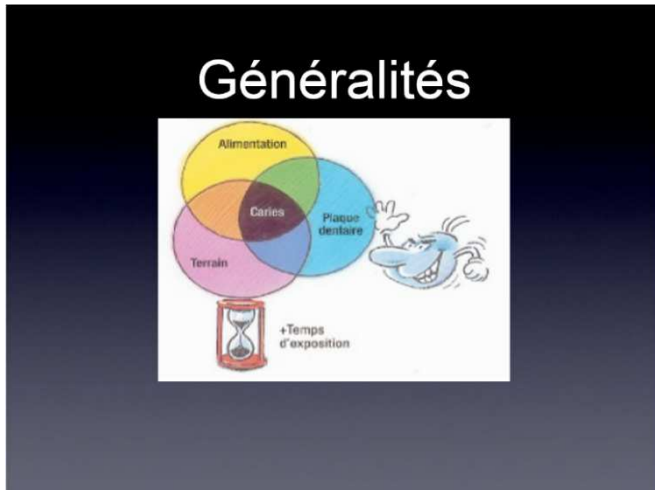 Généralités
Alimentation
Caries
Plaque
dentaire
Terrain
+Temps
d'exposition